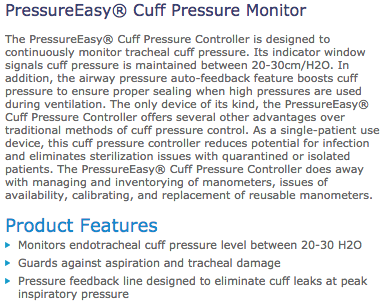 PressureEasy® Cuff Pressure Monitor
The PressureEasy® Cuff Pressure Controller is designed to
continuously monitor tracheal cuff pressure. Its indicator window
signals cuff pressure is maintained between 20-30cm/H2O. In
addition, the airway pressure auto-feedback feature boosts cuff
pressure to ensure proper sealing when high pressures are used
during ventilation. The only device of its kind, the PressureEasy®
Cuff Pressure Controller offers several other advantages over
traditional methods of cuff pressure control. As a single-patient use
device, this cuff pressure controller reduces potential for infection
and eliminates sterilization issues with quarantined or isolated
patients. The PressureEasy® Cuff Pressure Controller does away
with managing and inventorying of manometers, issues of
availability, calibrating, and replacement of reusable manometers.
Product Features
Monitors endotracheal cuff pressure level between 20-30 H2O
Guards against aspiration and tracheal damage
Pressure feedback line designed to eliminate cuff leaks at peak
inspiratory pressure